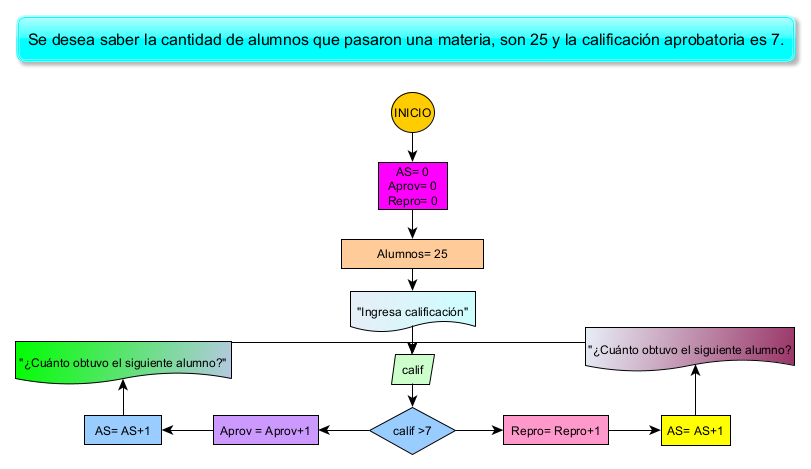 Se desea saber la cantidad de alumnos que pasaron una materia, son 25 y la calificación aprobatoria es 7.
INICIO
AS= 0
Aprov= 0
Repro= 0
Alumnos= 25
"Ingresa calificación"
"¿Cuánto obtuvo el siguiente alumno?"
"¿Cuánto obtuvo el siguiente alumno?
calif
AS= AS+1
Aprov = Aprov+1
calif >7
Repro= Repro+1
AS= AS+1